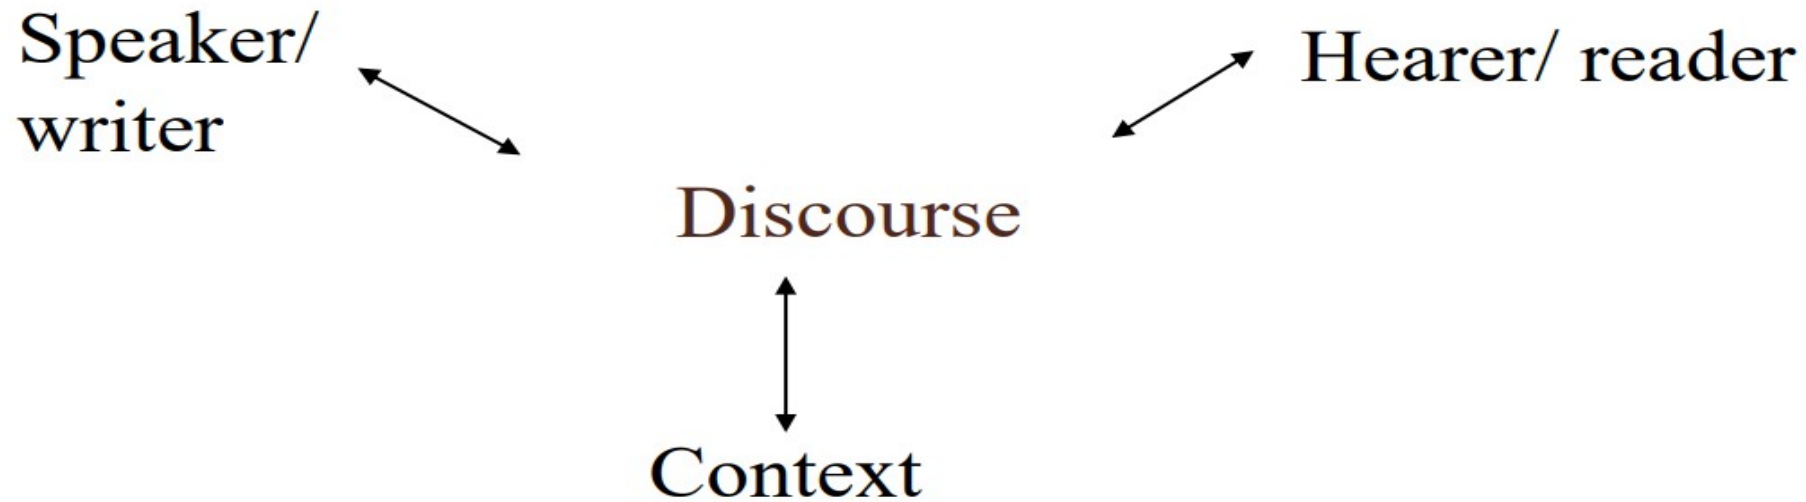 Speaker/
writer
Hearer/ reader
Discourse
Context